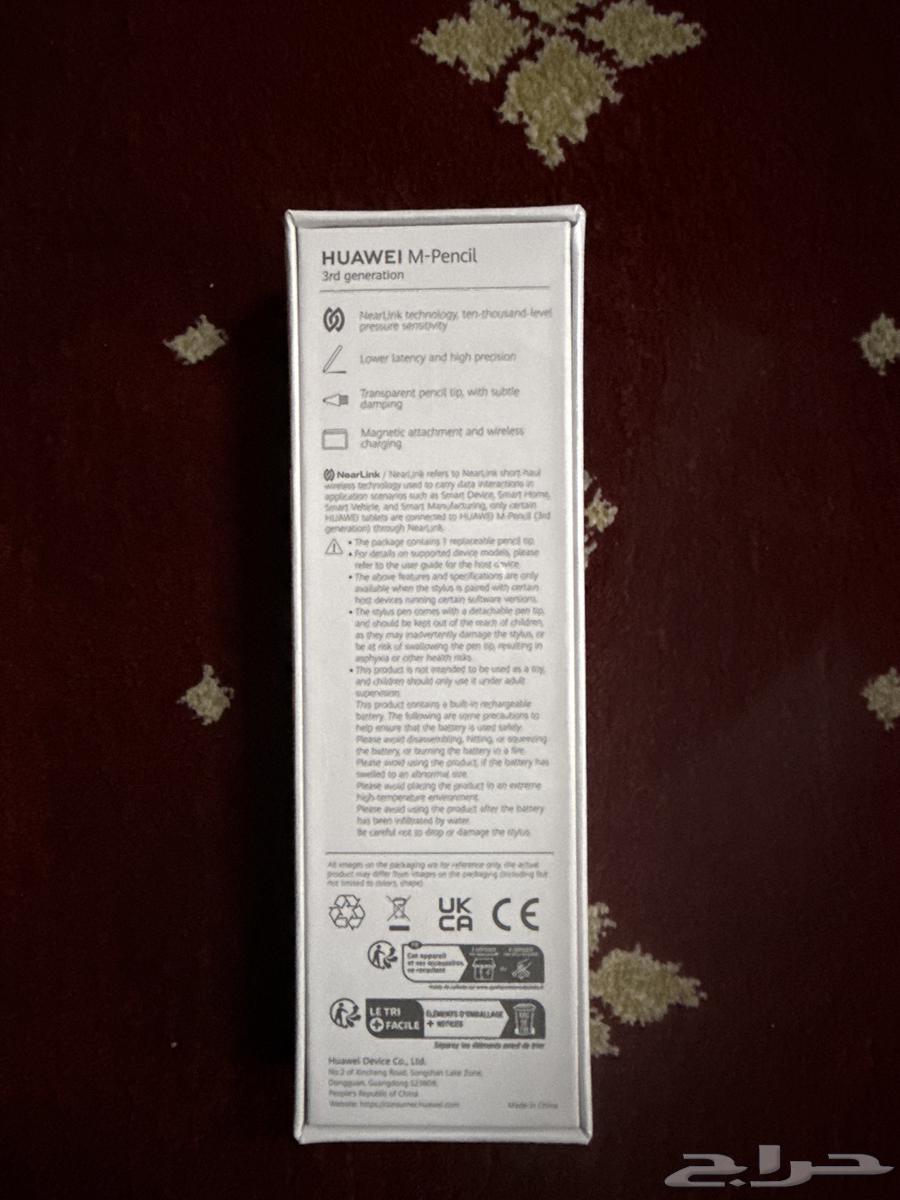 HUAWEI M-Pencil
3rd generation
NearLink technology, ten-thousand-level
pressure sensitivity
Lower latency and high precision
Transparent pencil tip, with subtle
damping
Magnetic attachment and wireless
charging
NearLink / NearLink refers to NearLink short-haul
wireless technology used to carry data interactions in
application scenarios such as Smart Device, Smart Home,
Smart Vehicle, and Smart Manufacturing, only certain
HUAWEI tablets are connected to HUAWEI M-Pencil (3rd
generation) through NearLink.
• The package contains 1 replaceable pencil tip.
• For details on supported device models, please
refer to the user guide for the host device.
• The above features and specifications are only
available when the stylus is paired with certain
host devices running certain software versions.
• The stylus pen comes with a detachable pen tip,
and should be kept out of the reach of children,
as they may inadvertently damage the stylus, or
be at risk of swallowing the pen tip, resulting in
asphyxia or other health risks.
• This product is not intended to be used as a toy,
and children should only use it under adult
supervision.
This product contains a built-in rechargeable
battery. The following are some precautions to
help ensure that the battery is used safely.
Please avoid disassembling, hitting, or squeezing
the battery, or burning the battery in a fire.
Please avoid using the product, if the battery has
swelled to an abnormal size.
Please avoid placing the product in an extreme
high-temperature environment.
Please avoid using the product after the battery
has been infiltrated by water.
Be careful not to drop or damage the stylus.
All images on the packaging are for reference only, the actual
product may differ from images on the packaging (including but
not limited to colors, shape)
UK
CA CE
FR
Cet appareil
et ses accessoires
se recyclent
LE TRI
+ FACILE
ÉLÉMENTS D'EMBALLAGE
+ NOTICES
Séparez les éléments avant de trier
Huawei Device Co., Ltd.
No.2 of Xincheng Road, Songshan Lake Zone,
Dongguan, Guangdong 523808,
People's Republic of China
Website: https://consumer.huawei.com Made in China
حراج